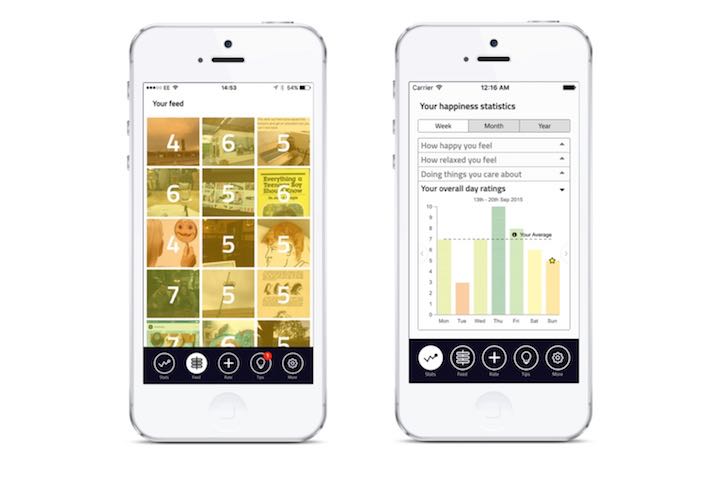 EE 14:53 54%
Your feed
4 6 5
6 5 5
Everything a
Teenage Boy
Should Know
4 5 5
7 5 5
5 5 5
Stats Feed Rate Tips More
Carrier 12:16 AM
Your happiness statistics
Week Month Year
How happy you feel
How relaxed you feel
Doing things you care about
Your overall day ratings
13th - 20th Sep 2015
10
9
8
Your Average
7
6
5
4
3
2
1
0
Mon Tue Wed Thu Fri Sat Sun
Stats Feed Rate Tips More